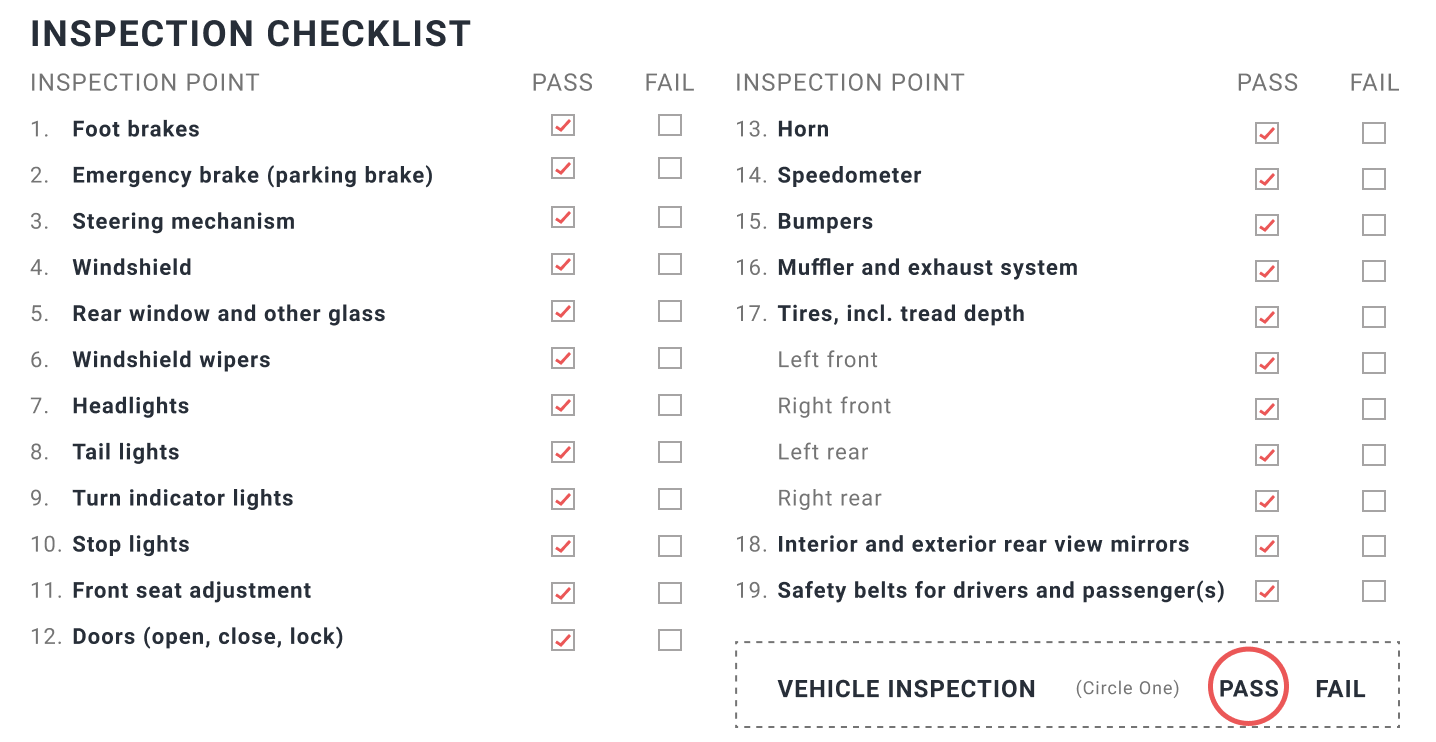 INSPECTION CHECKLIST
INSPECTION POINT PASS FAIL
1. Foot brakes
2. Emergency brake (parking brake)
3. Steering mechanism
4. Windshield
5. Rear window and other glass
6. Windshield wipers
7. Headlights
8. Tail lights
9. Turn indicator lights
10. Stop lights
11. Front seat adjustment
12. Doors (open, close, lock)
INSPECTION POINT PASS FAIL
13. Horn
14. Speedometer
15. Bumpers
16. Muffler and exhaust system
17. Tires, incl. tread depth
Left front
Right front
Left rear
Right rear
18. Interior and exterior rear view mirrors
19. Safety belts for drivers and passenger(s)
VEHICLE INSPECTION (Circle One) PASS FAIL